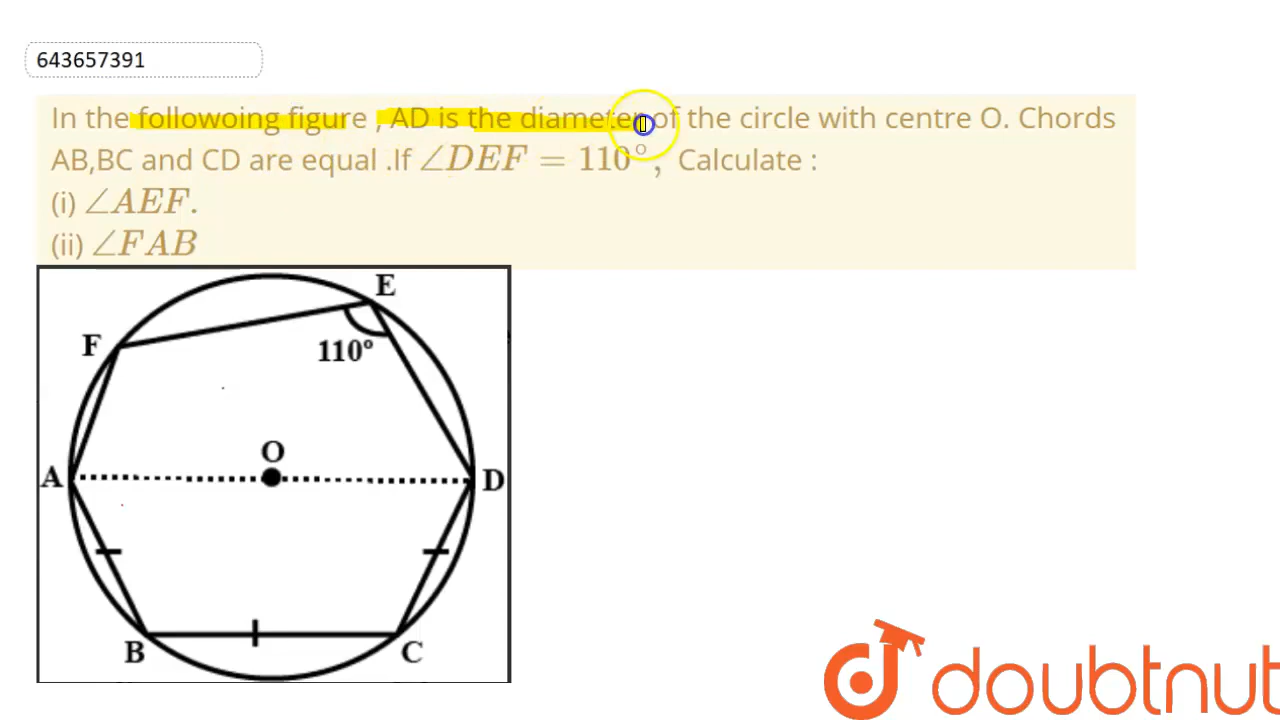 643657391
In the followoing figure , AD is the diameter of the circle with centre O. Chords
AB,BC and CD are equal .If ∠DEF = 110°, Calculate :
(i) ∠AEF.
(ii) ∠FAB
E
F
110º
O
A
D
B
C
doubtnut